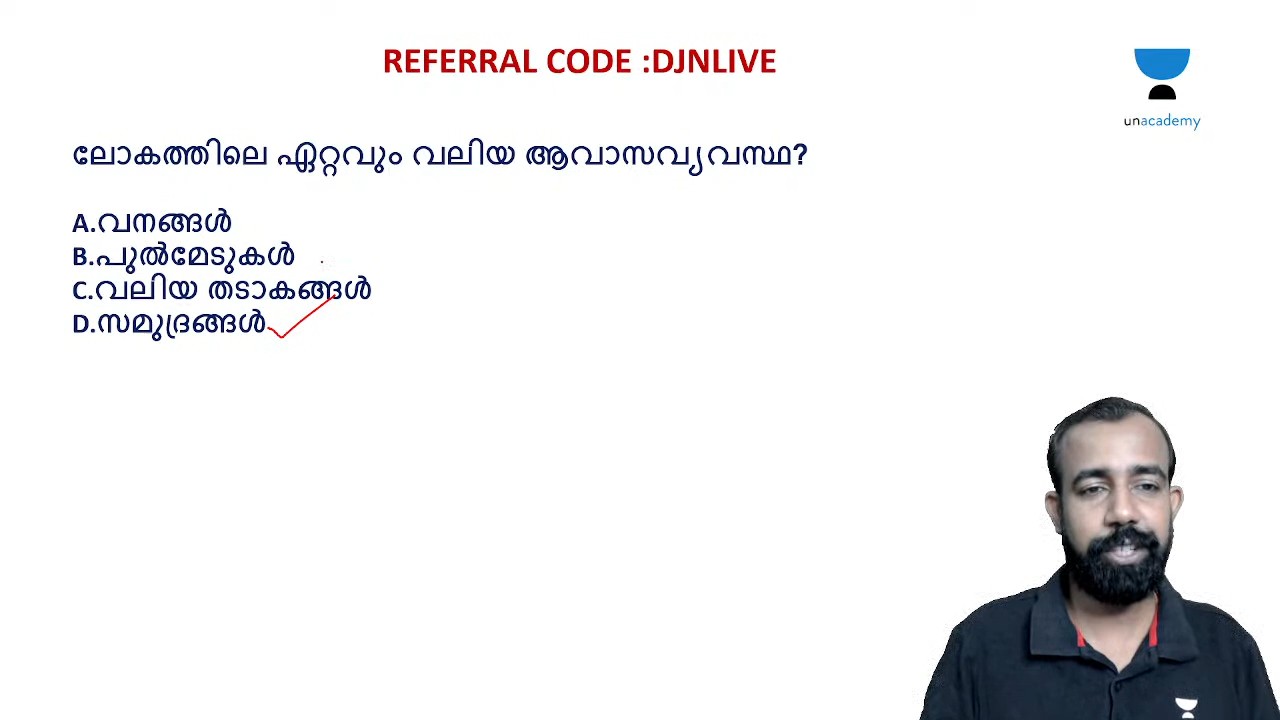 REFERRAL CODE :DJNLIVE
unacademy
ലോകത്തിലെ ഏറ്റവും വലിയ ആവാസവ്യവസ്ഥ?
A.വനങ്ങൾ
B.പുൽമേടുകൾ
C.വലിയ തടാകങ്ങൾ
D.സമുദ്രങ്ങൾ